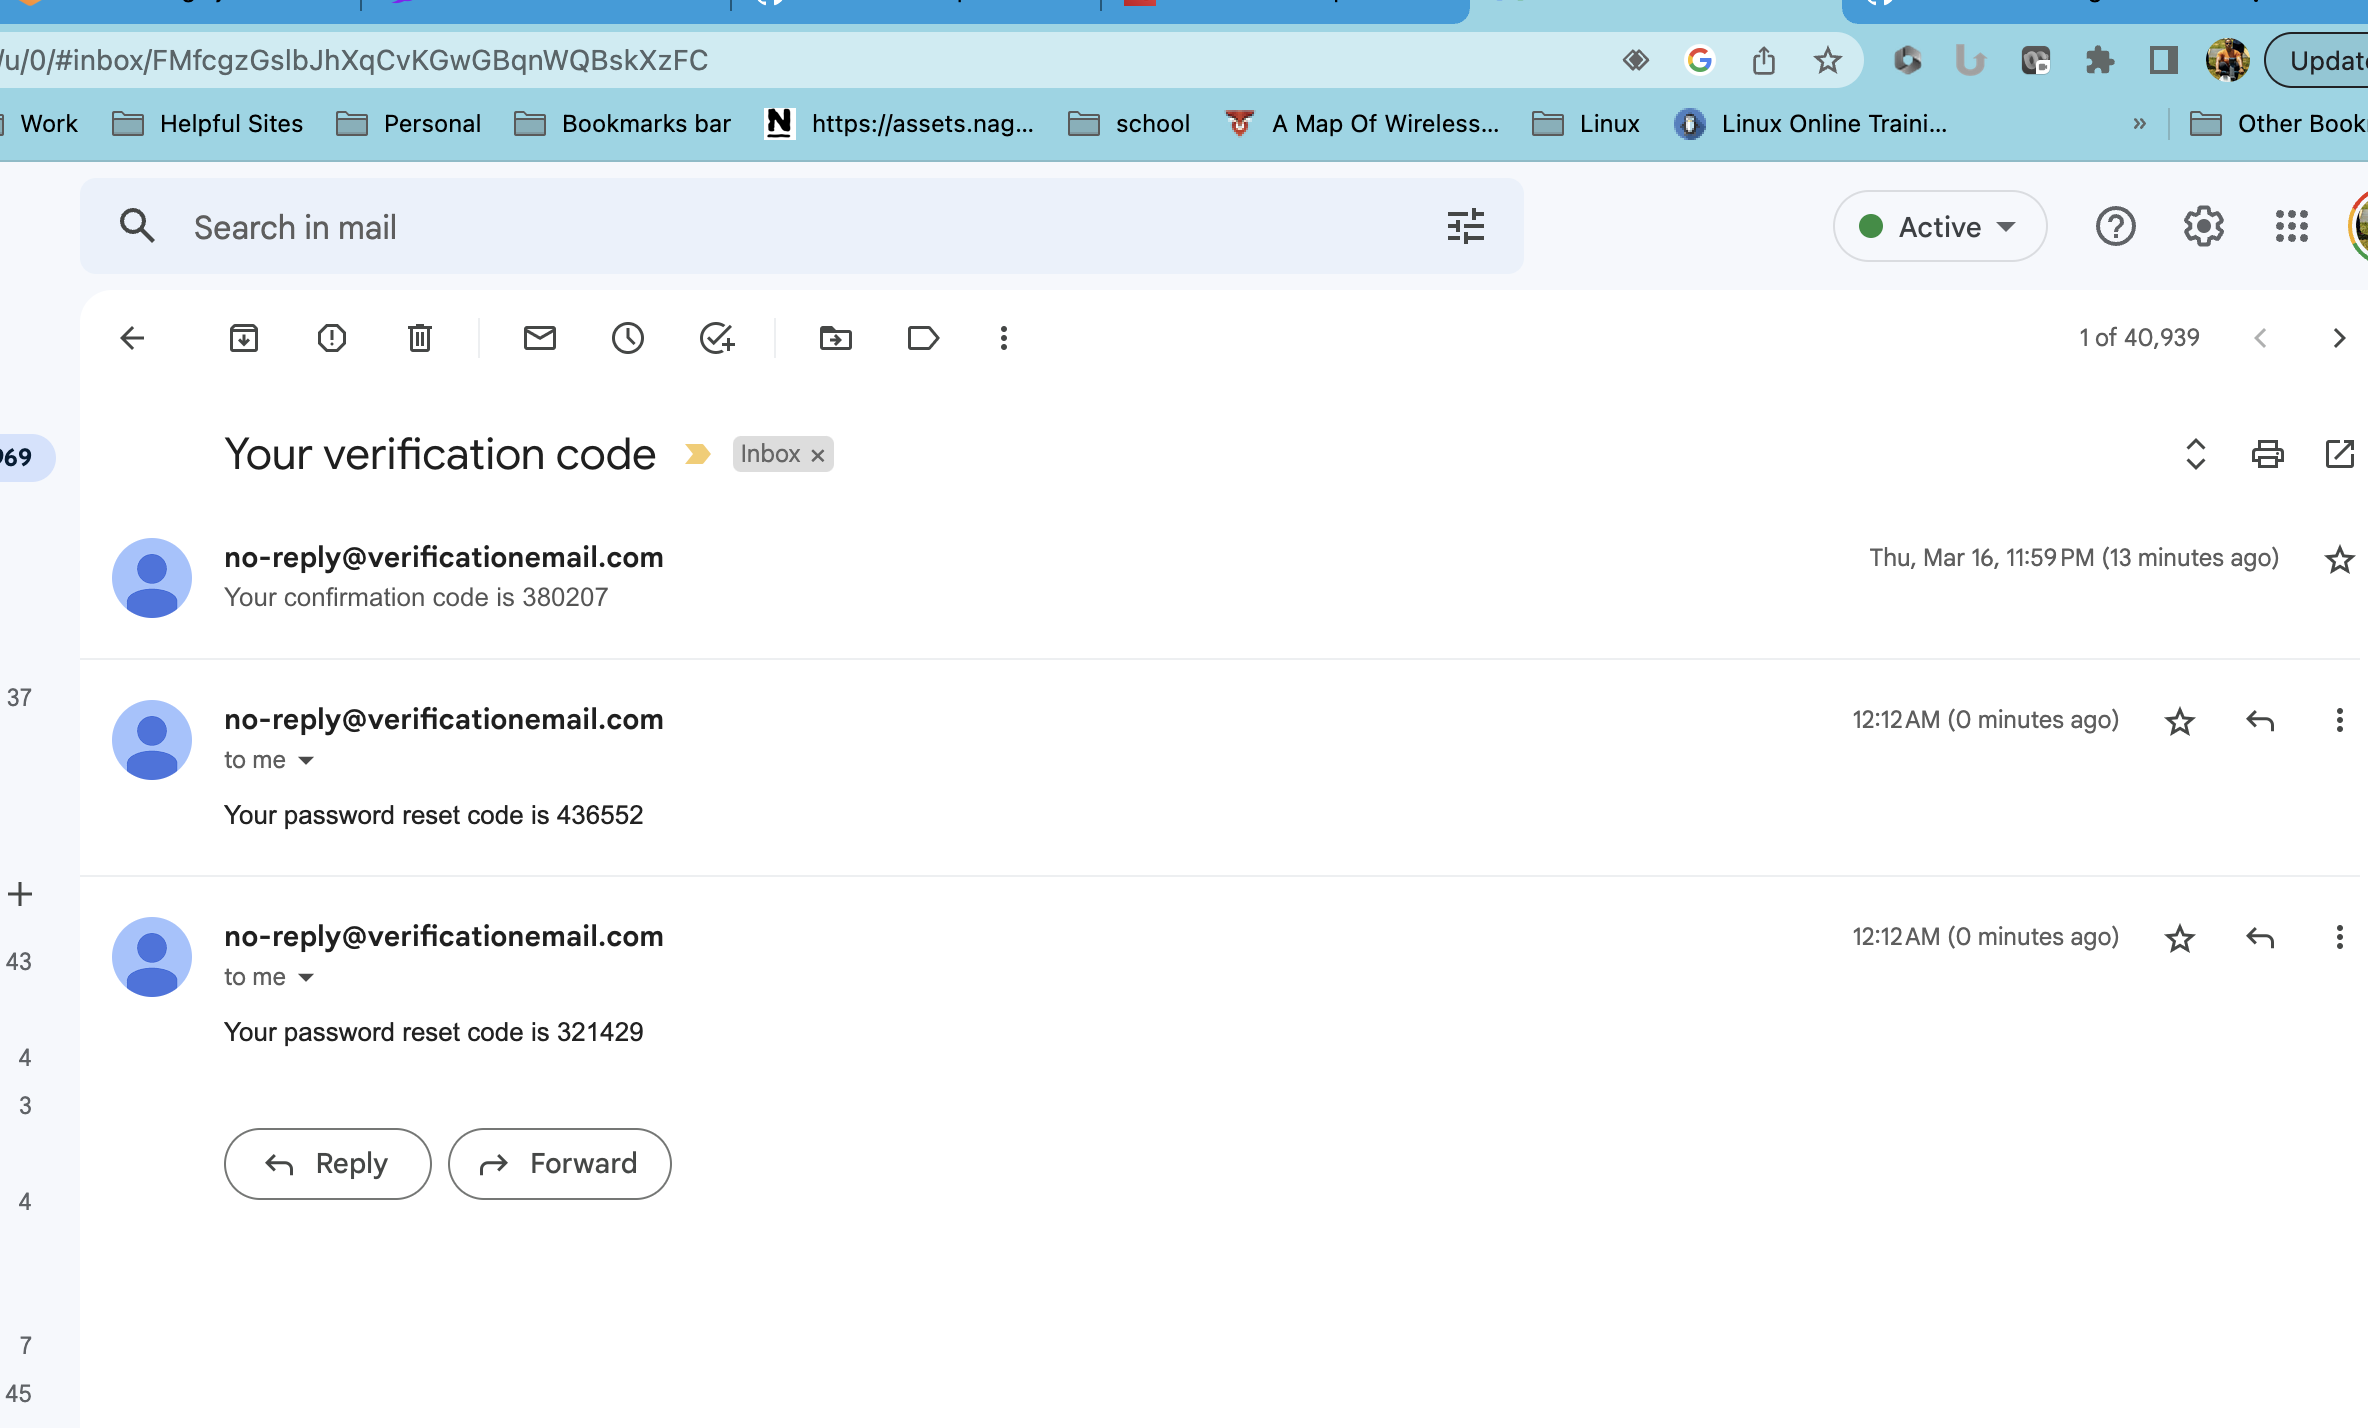 /u/0/#inbox/FMfcgzGslbJhXqCvKGwGBqnWQBskXzFC
Work Helpful Sites Personal Bookmarks bar https://assets.nag... school A Map Of Wireless... Linux Linux Online Traini... » Other Book
Search in mail
Active
1 of 40,939
Your verification code Inbox ×
969
no-reply@verificationemail.com Thu, Mar 16, 11:59 PM (13 minutes ago)
Your confirmation code is 380207
37
no-reply@verificationemail.com 12:12 AM (0 minutes ago)
to me
Your password reset code is 436552
no-reply@verificationemail.com 12:12 AM (0 minutes ago)
43
to me
Your password reset code is 321429
4
3
Reply Forward
4
7
45